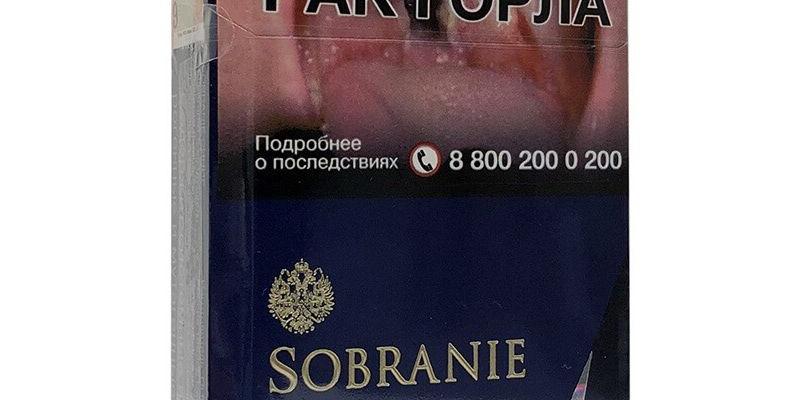 РАК ГОРЛА
Подробнее
о последствиях 8 800 200 0 200
SOBRANIE